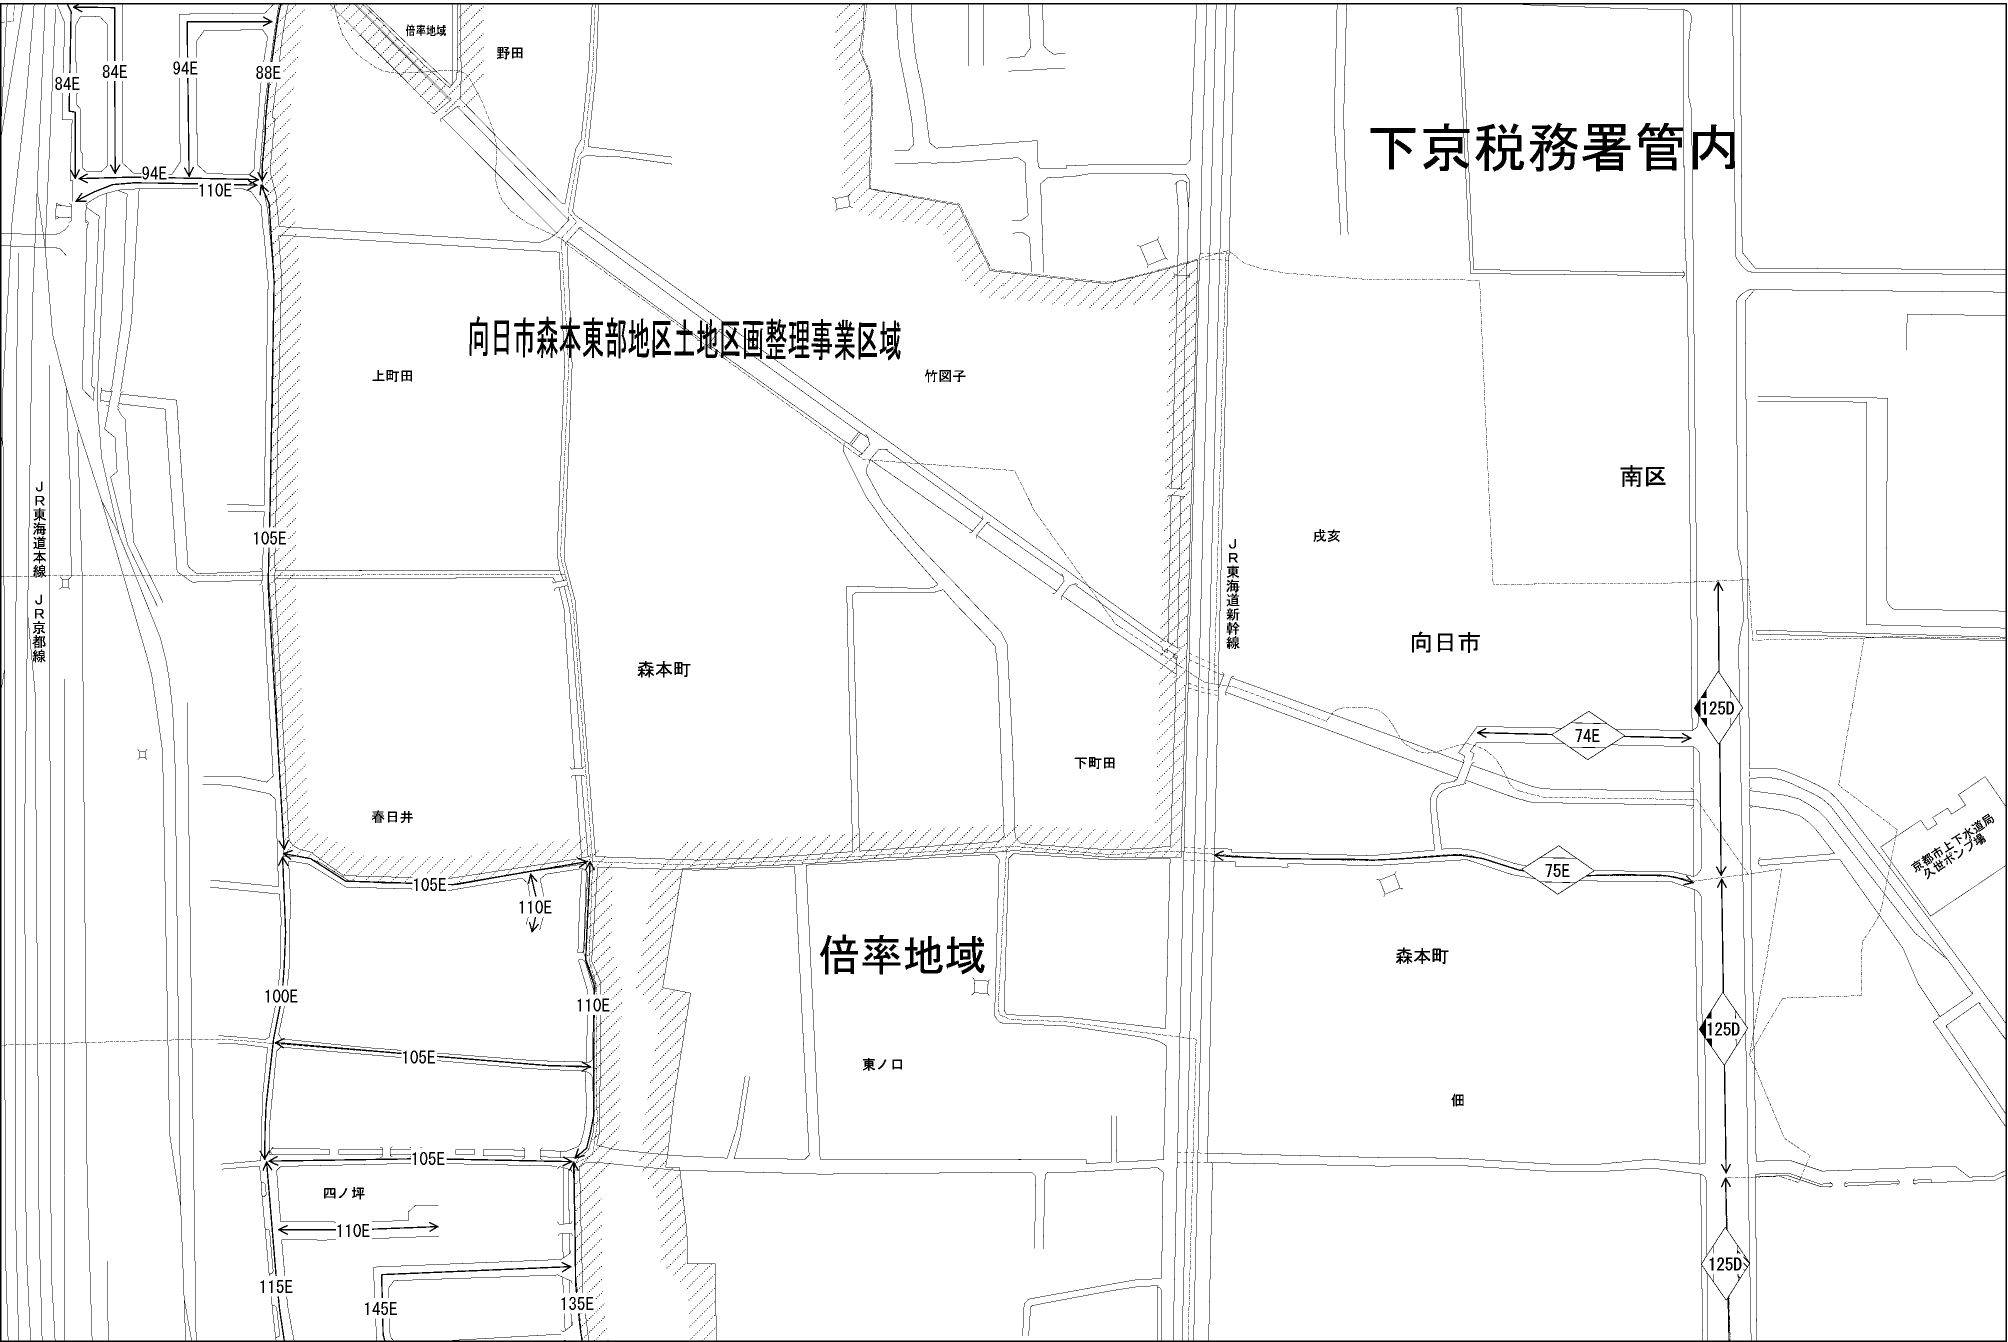 倍率地域
野田
84E
84E
94E
88E
下京税務署管内
94E
110E
向日市森本東部地区土地区画整理事業区域
上町田
竹図子
南区
JR東海道本線
JR京都線
105E
戌亥
JR東海道新幹線
向日市
森本町
125D
74E
下町田
春日井
京都市上下水道局
久世ポンプ場
105E
75E
110E
倍率地域
森本町
100E
110E
125D
105E
東ノ口
佃
105E
四ノ坪
110E
125D
115E
145E
135E